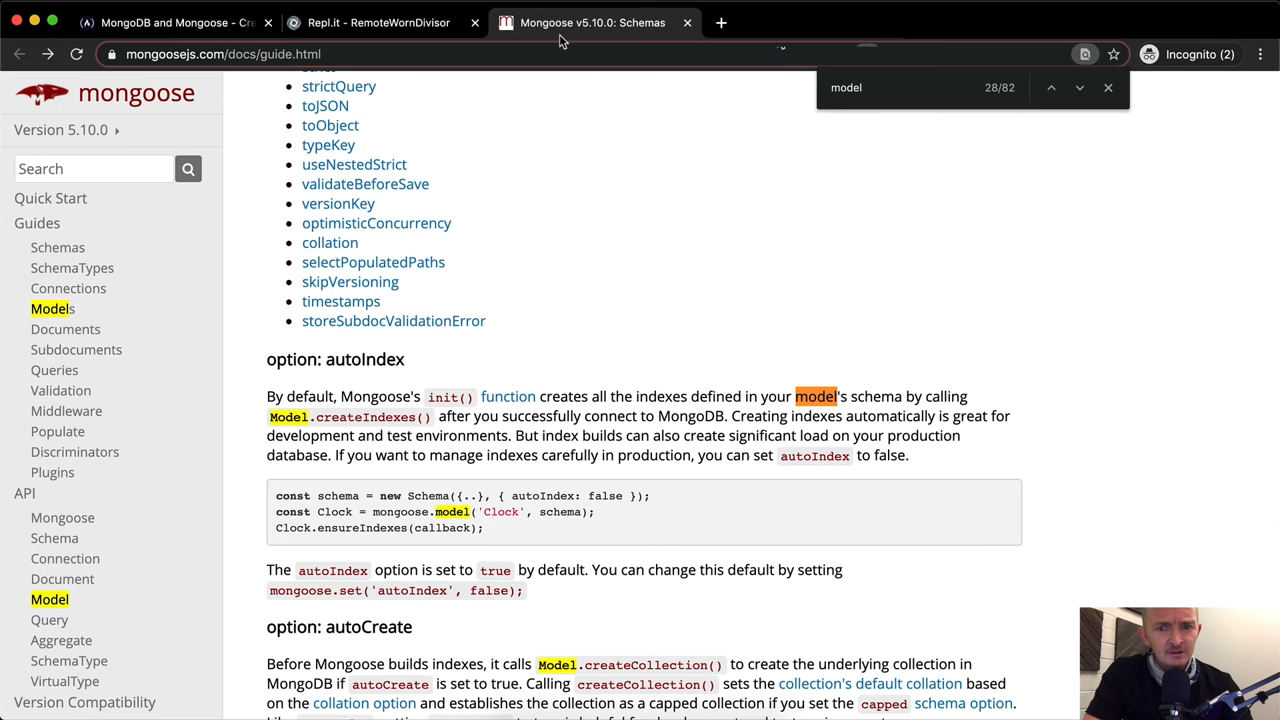 MongoDB and Mongoose - Cre
Repl.it - RemoteWornDivisor
Mongoose v5.10.0: Schemas
mongoosejs.com/docs/guide.html
Incognito (2)
model
28/82
mongoose
Version 5.10.0
Search
Quick Start
Guides
Schemas
SchemaTypes
Connections
Models
Documents
Subdocuments
Queries
Validation
Middleware
Populate
Discriminators
Plugins
API
Mongoose
Schema
Connection
Document
Model
Query
Aggregate
SchemaType
VirtualType
Version Compatibility
strictQuery
toJSON
toObject
typeKey
useNestedStrict
validateBeforeSave
versionKey
optimisticConcurrency
collation
selectPopulatedPaths
skipVersioning
timestamps
storeSubdocValidationError
option: autoIndex
By default, Mongoose's init() function creates all the indexes defined in your model's schema by calling
Model.createIndexes() after you successfully connect to MongoDB. Creating indexes automatically is great for
development and test environments. But index builds can also create significant load on your production
database. If you want to manage indexes carefully in production, you can set autoIndex to false.
const schema = new Schema({..}, { autoIndex: false });
const Clock = mongoose.model('Clock', schema);
Clock.ensureIndexes(callback);
The autoIndex option is set to true by default. You can change this default by setting
mongoose.set('autoIndex', false);
option: autoCreate
Before Mongoose builds indexes, it calls Model.createCollection() to create the underlying collection in
MongoDB if autoCreate is set to true. Calling createCollection() sets the collection's default collation based
on the collation option and establishes the collection as a capped collection if you set the capped schema option.